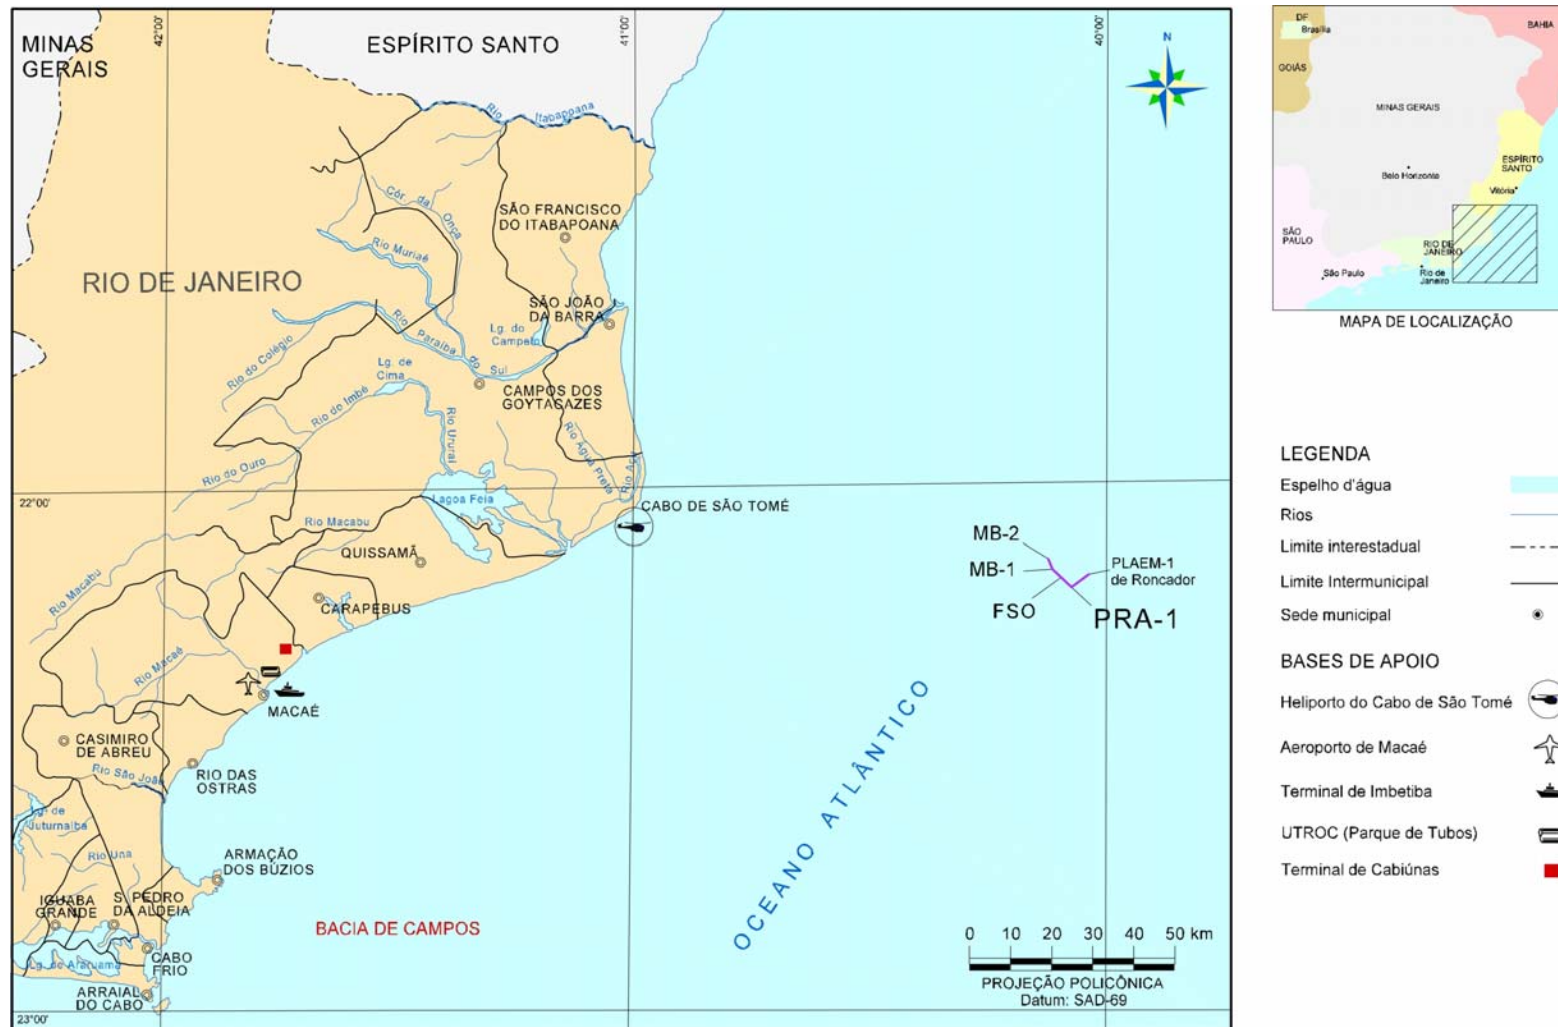 42°00'
41°00'
40°00'
MINAS
GERAIS
ESPÍRITO SANTO
N
Rio Itabapoana
Cór. da Onça
SÃO FRANCISCO
DO ITABAPOANA
Rio Muriaé
RIO DE JANEIRO
SÃO JOÃO
DA BARRA
Rio Paraíba do Sul
Lg. do
Campelo
Rio do Colégio
Lg. de
Cima
CAMPOS DOS
GOYTACAZES
Rio do Imbé
Rio Ururaí
Rio Água Preta
Rio Açu
Rio do Ouro
22°00'
Lagoa Feia
CABO DE SÃO TOMÉ
Rio Macabu
QUISSAMÃ
MB-2
MB-1
PLAEM-1
de Roncador
FSO
PRA-1
Rio Macabu
CARAPEBUS
Rio Macaé
MACAÉ
CASIMIRO
DE ABREU
Rio São João
RIO DAS
OSTRAS
Lg. de
Juturnaíba
Rio Una
ARMAÇÃO
DOS BÚZIOS
IGUABA
GRANDE
S. PEDRO
DA ALDEIA
BACIA DE CAMPOS
OCEANO ATLÂNTICO
CABO
FRIO
Lg. de Araruama
ARRAIAL
DO CABO
23°00'
0 10 20 30 40 50 km
PROJEÇÃO POLICÔNICA
Datum: SAD-69
DF
Brasília
BAHIA
GOIÁS
MINAS GERAIS
ESPÍRITO
SANTO
Belo Horizonte
Vitória
SÃO
PAULO
RIO DE
JANEIRO
São Paulo
Rio de
Janeiro
MAPA DE LOCALIZAÇÃO
LEGENDA
Espelho d'água
Rios
Limite interestadual
Limite Intermunicipal
Sede municipal
BASES DE APOIO
Heliporto do Cabo de São Tomé
Aeroporto de Macaé
Terminal de Imbetiba
UTROC (Parque de Tubos)
Terminal de Cabiúnas